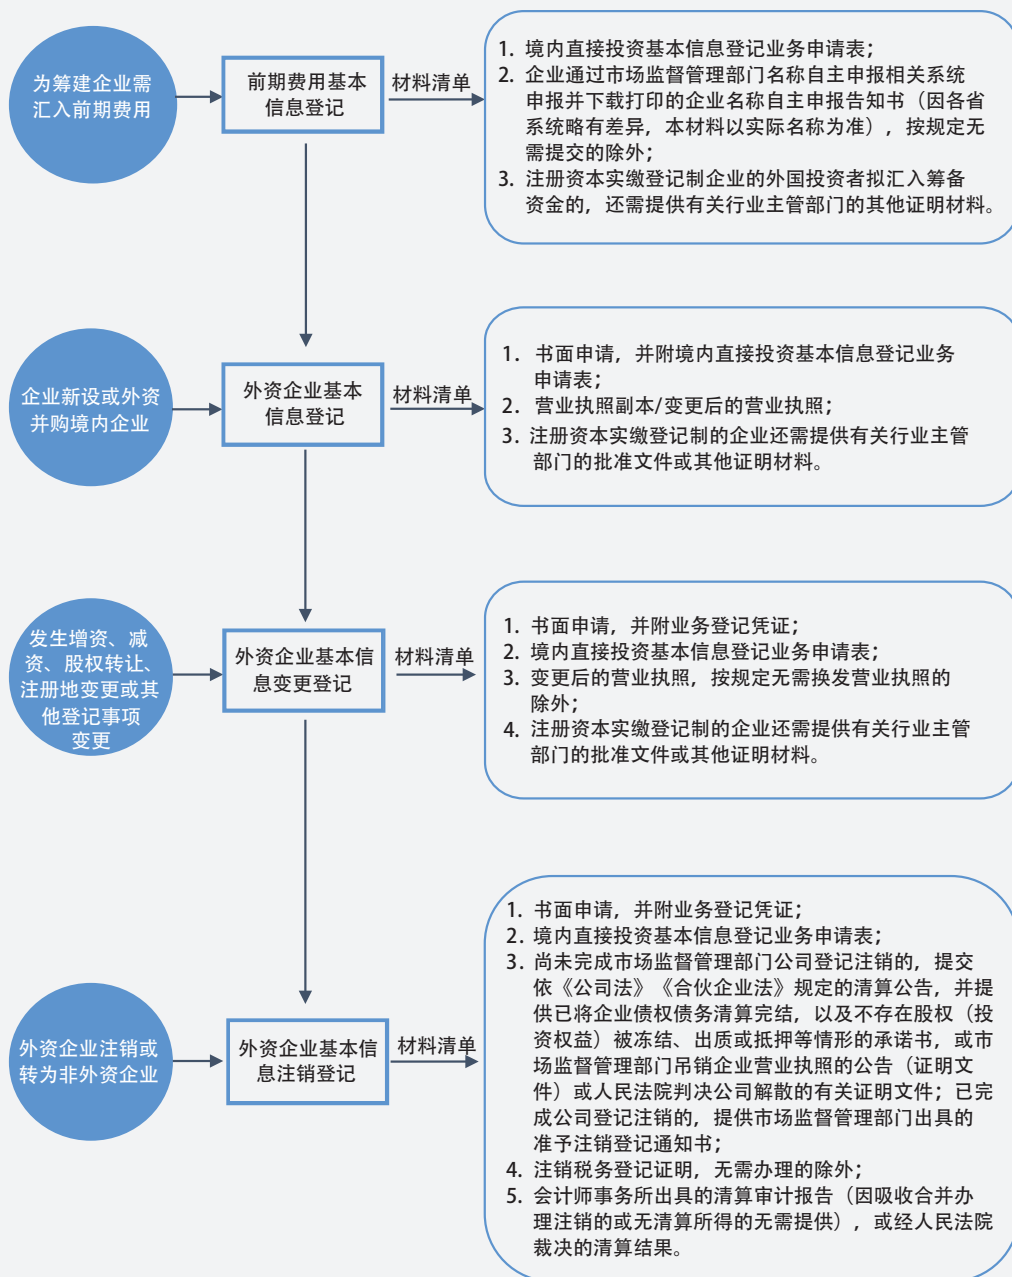 为筹建企业需
汇入前期费用
前期费用基本
信息登记
材料清单
1. 境内直接投资基本信息登记业务申请表；
2. 企业通过市场监督管理部门名称自主申报相关系统
申报并下载打印的企业名称自主申报告知书（因各省
系统略有差异，本材料以实际名称为准），按规定无
需提交的除外；
3. 注册资本实缴登记制企业的外国投资者拟汇入筹备
资金的，还需提供有关行业主管部门的其他证明材料。
企业新设或外资
并购境内企业
外资企业基本
信息登记
材料清单
1. 书面申请，并附境内直接投资基本信息登记业务
申请表；
2. 营业执照副本/变更后的营业执照；
3. 注册资本实缴登记制的企业还需提供有关行业主管
部门的批准文件或其他证明材料。
发生增资、减
资、股权转让、
注册地变更或其
他登记事项
变更
外资企业基本信
息变更登记
材料清单
1. 书面申请，并附业务登记凭证；
2. 境内直接投资基本信息登记业务申请表；
3. 变更后的营业执照，按规定无需换发营业执照的
除外；
4. 注册资本实缴登记制的企业还需提供有关行业主管
部门的批准文件或其他证明材料。
外资企业注销或
转为非外资企业
外资企业基本信
息注销登记
材料清单
1. 书面申请，并附业务登记凭证；
2. 境内直接投资基本信息登记业务申请表；
3. 尚未完成市场监督管理部门公司登记注销的，提交
依《公司法》《合伙企业法》规定的清算公告，并提
供已将企业债权债务清算完结，以及不存在股权（投
资权益）被冻结、出质或抵押等情形的承诺书，或市
场监督管理部门吊销企业营业执照的公告（证明文
件）或人民法院判决公司解散的有关证明文件；已完
成公司登记注销的，提供市场监督管理部门出具的
准予注销登记通知书；
4. 注销税务登记证明，无需办理的除外；
5. 会计师事务所出具的清算审计报告（因吸收合并办
理注销的或无清算所得的无需提供），或经人民法院
裁决的清算结果。